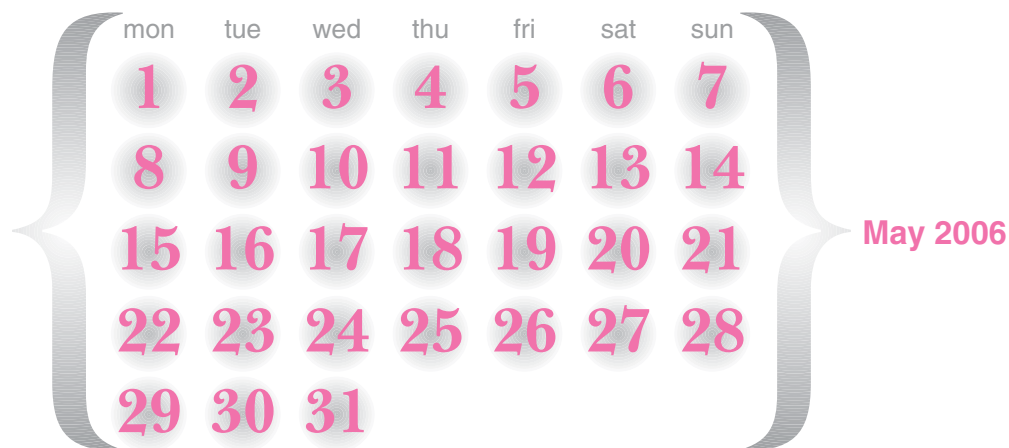 mon tue wed thu fri sat sun
1 2 3 4 5 6 7
8 9 10 11 12 13 14
15 16 17 18 19 20 21
May 2006
22 23 24 25 26 27 28
29 30 31